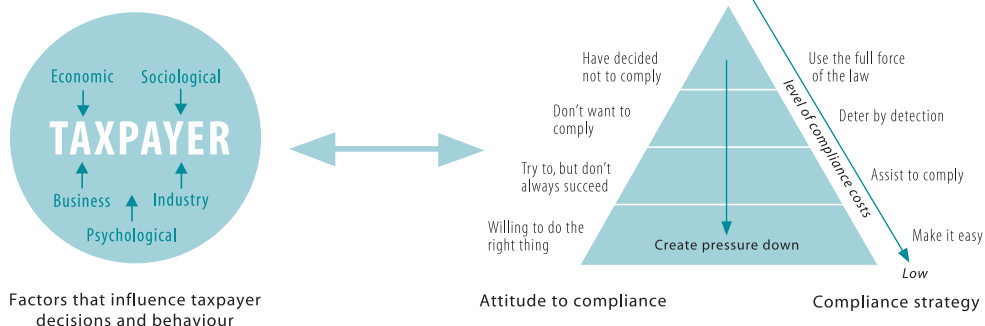 Economic
Sociological
TAXPAYER
Business
Industry
Psychological
Factors that influence taxpayer
decisions and behaviour
Have decided
not to comply
Don't want to
comply
Try to, but don't
always succeed
Willing to do the
right thing
Create pressure down
Attitude to compliance
level of compliance costs
Use the full force
of the law
Deter by detection
Assist to comply
Make it easy
Low
Compliance strategy